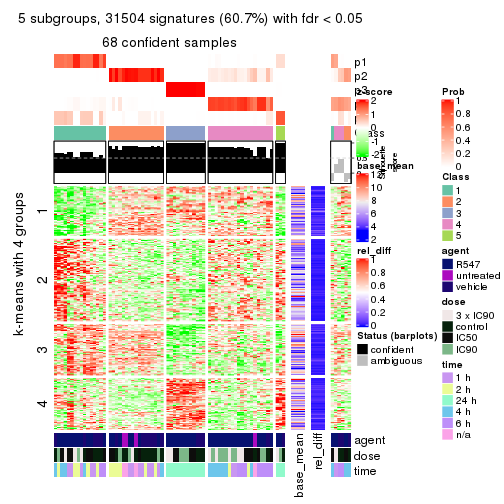 5 subgroups, 31504 signatures (60.7%) with fdr < 0.05
68 confident samples
p1
p2
p3
z-score
2
1
0
-1
-2
Class
Silhouette
score
base_mean
12
10
8
6
4
2
rel_diff
1
0.8
0.6
0.4
0.2
0
Status (barplots)
confident
ambiguous
Prob
1
0.8
0.6
0.4
0.2
0
Class
1
2
3
4
5
agent
R547
untreated
vehicle
dose
3 x IC90
control
IC50
IC90
time
1 h
2 h
24 h
4 h
6 h
n/a
k-means with 4 groups
1
2
3
4
agent
dose
time
base_mean
rel_diff